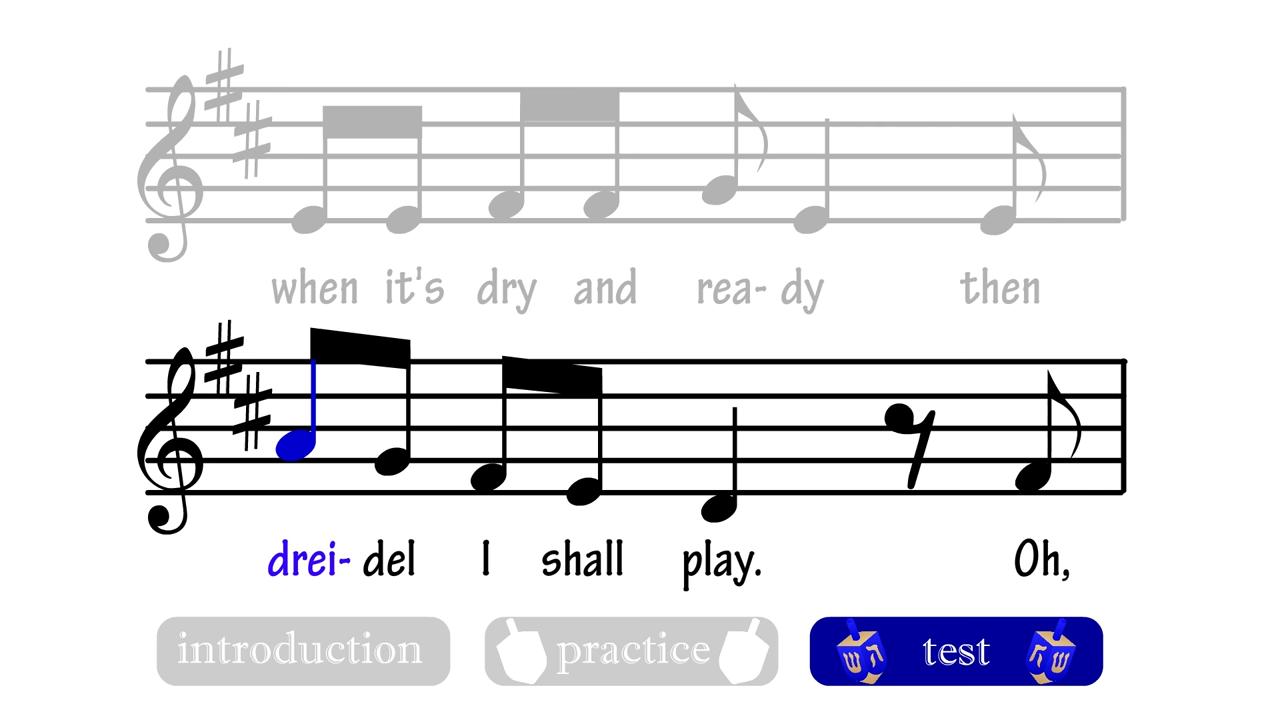 when it's dry and rea- dy then
drei- del I shall play. Oh,
introduction practice ש ה test ה ש